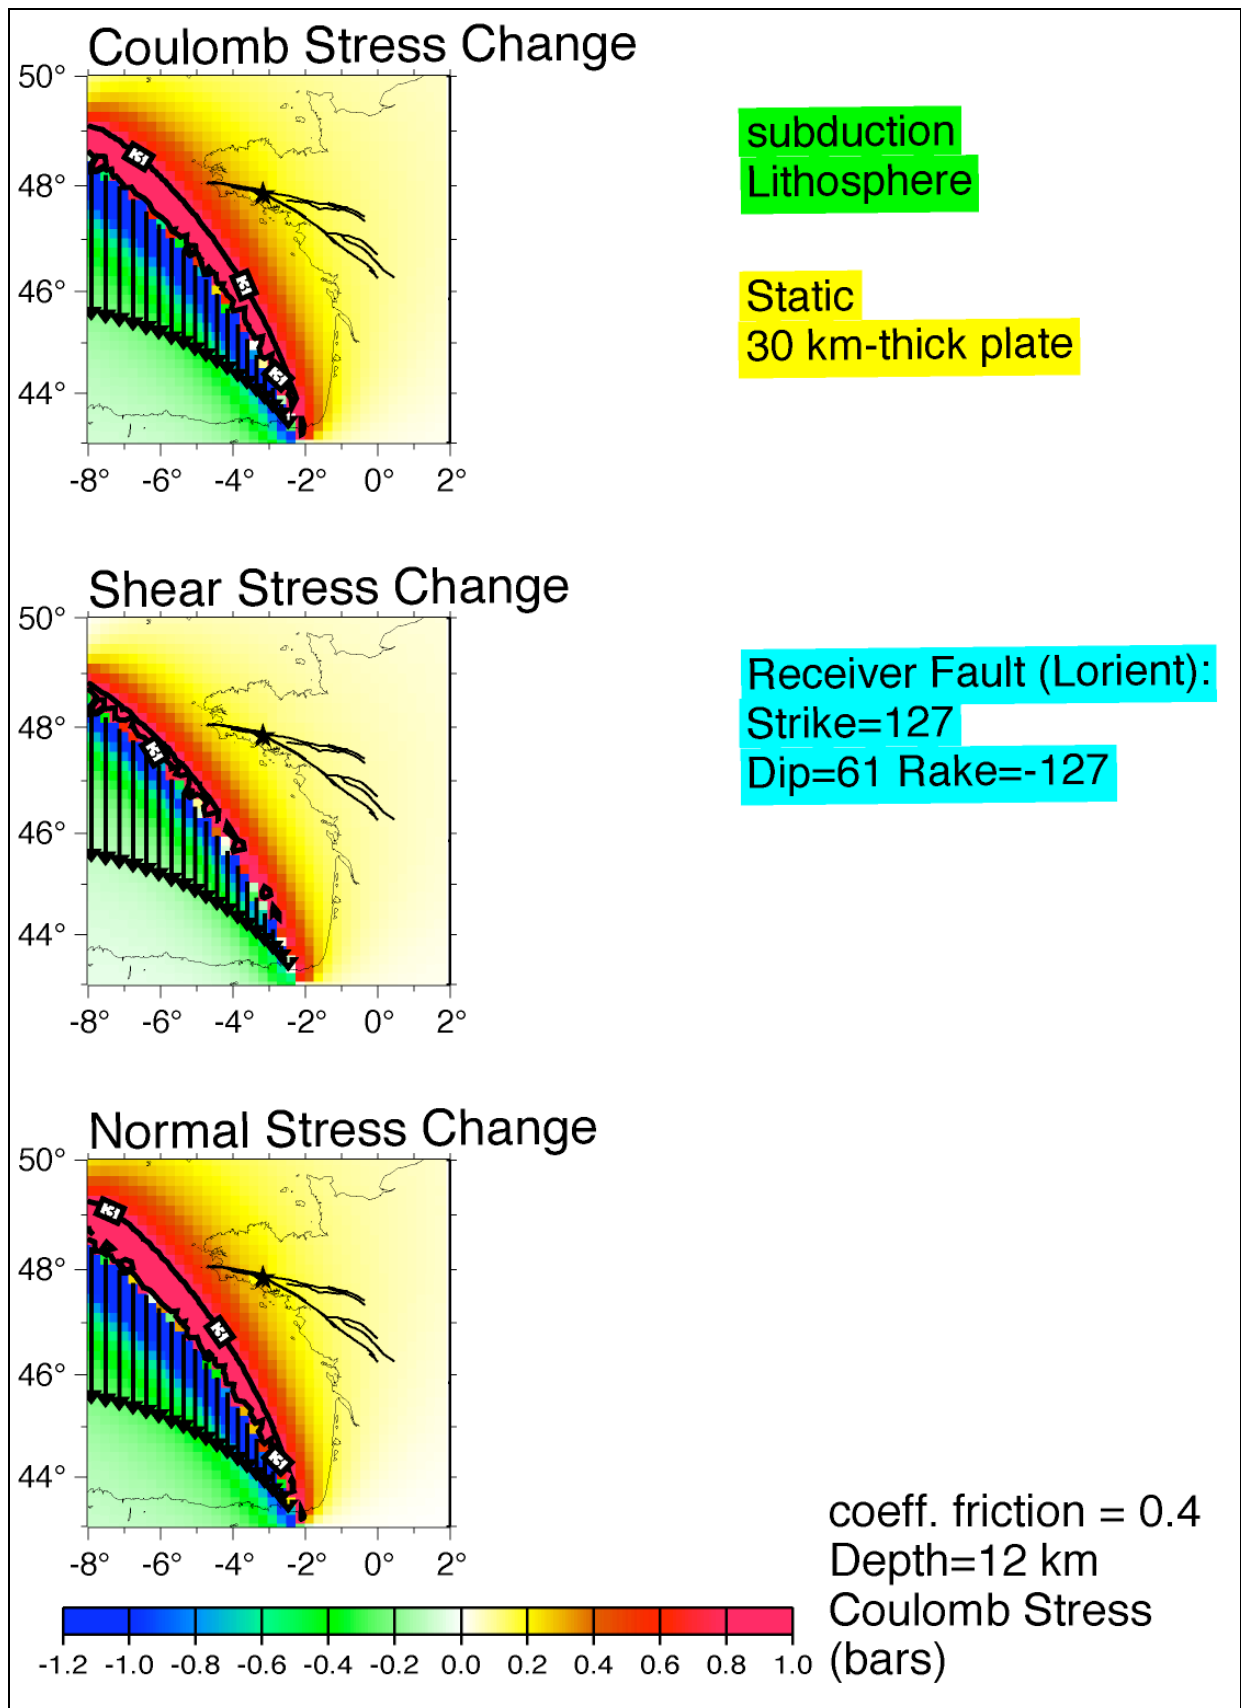 Coulomb Stress Change
50°
48°
46°
44°
-8° -6° -4° -2° 0° 2°
subduction
Lithosphere
Static
30 km-thick plate
Shear Stress Change
50°
48°
46°
44°
-8° -6° -4° -2° 0° 2°
Receiver Fault (Lorient):
Strike=127
Dip=61 Rake=-127
Normal Stress Change
50°
48°
46°
44°
-8° -6° -4° -2° 0° 2°
coeff. friction = 0.4
Depth=12 km
Coulomb Stress
(bars)
-1.2 -1.0 -0.8 -0.6 -0.4 -0.2 0.0 0.2 0.4 0.6 0.8 1.0